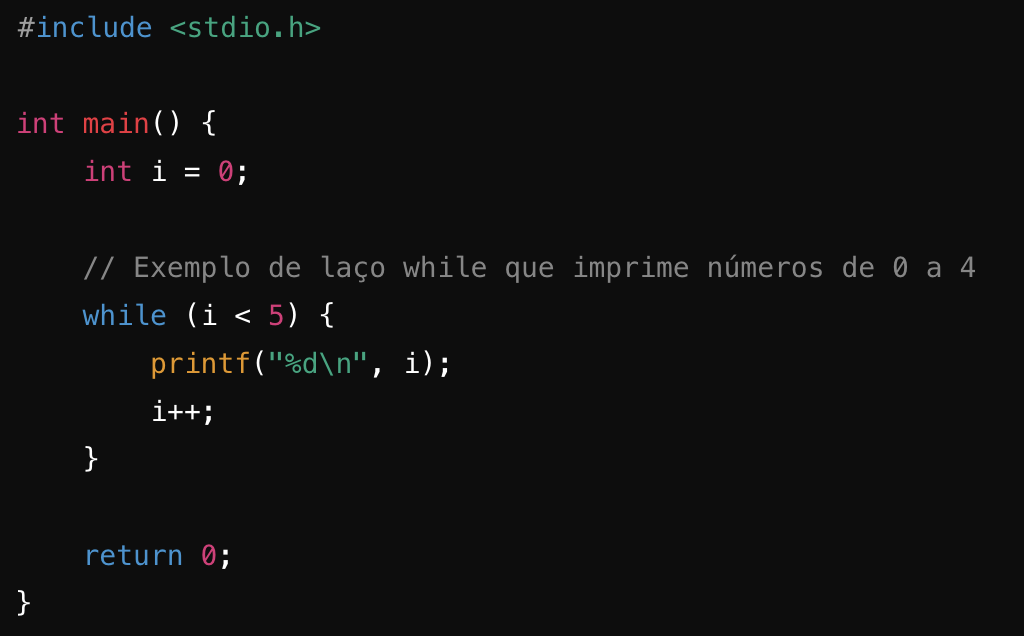 #include <stdio.h>
int main() {
    int i = 0;
    // Exemplo de laço while que imprime números de 0 a 4
    while (i < 5) {
        printf("%d\n", i);
        i++;
    }
    return 0;
}